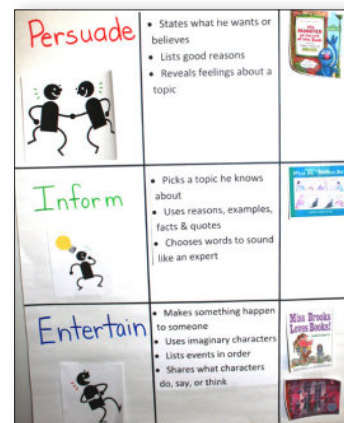 Persuade
• States what he wants or
believes
• Lists good reasons
• Reveals feelings about a
topic
MONSTER
Inform
• Picks a topic he knows
about
• Uses reasons, examples,
facts & quotes
• Chooses words to sound
like an expert
Entertain
• Makes something happen
to someone
• Uses imaginary characters
• Lists events in order
• Shares what characters
do, say, or think
Miss Brooks
Loves Books!